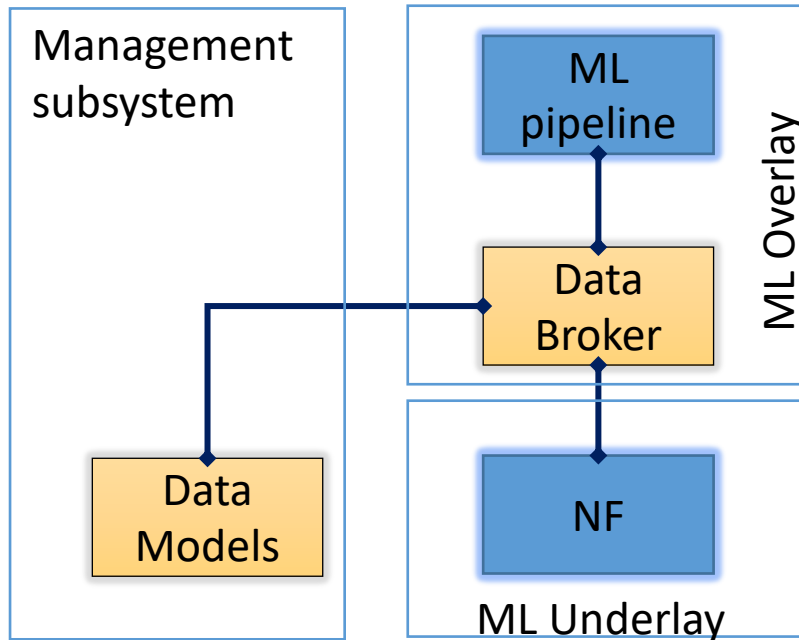 Management
subsystem
ML
pipeline
ML Overlay
Data
Broker
Data
Models
NF
ML Underlay